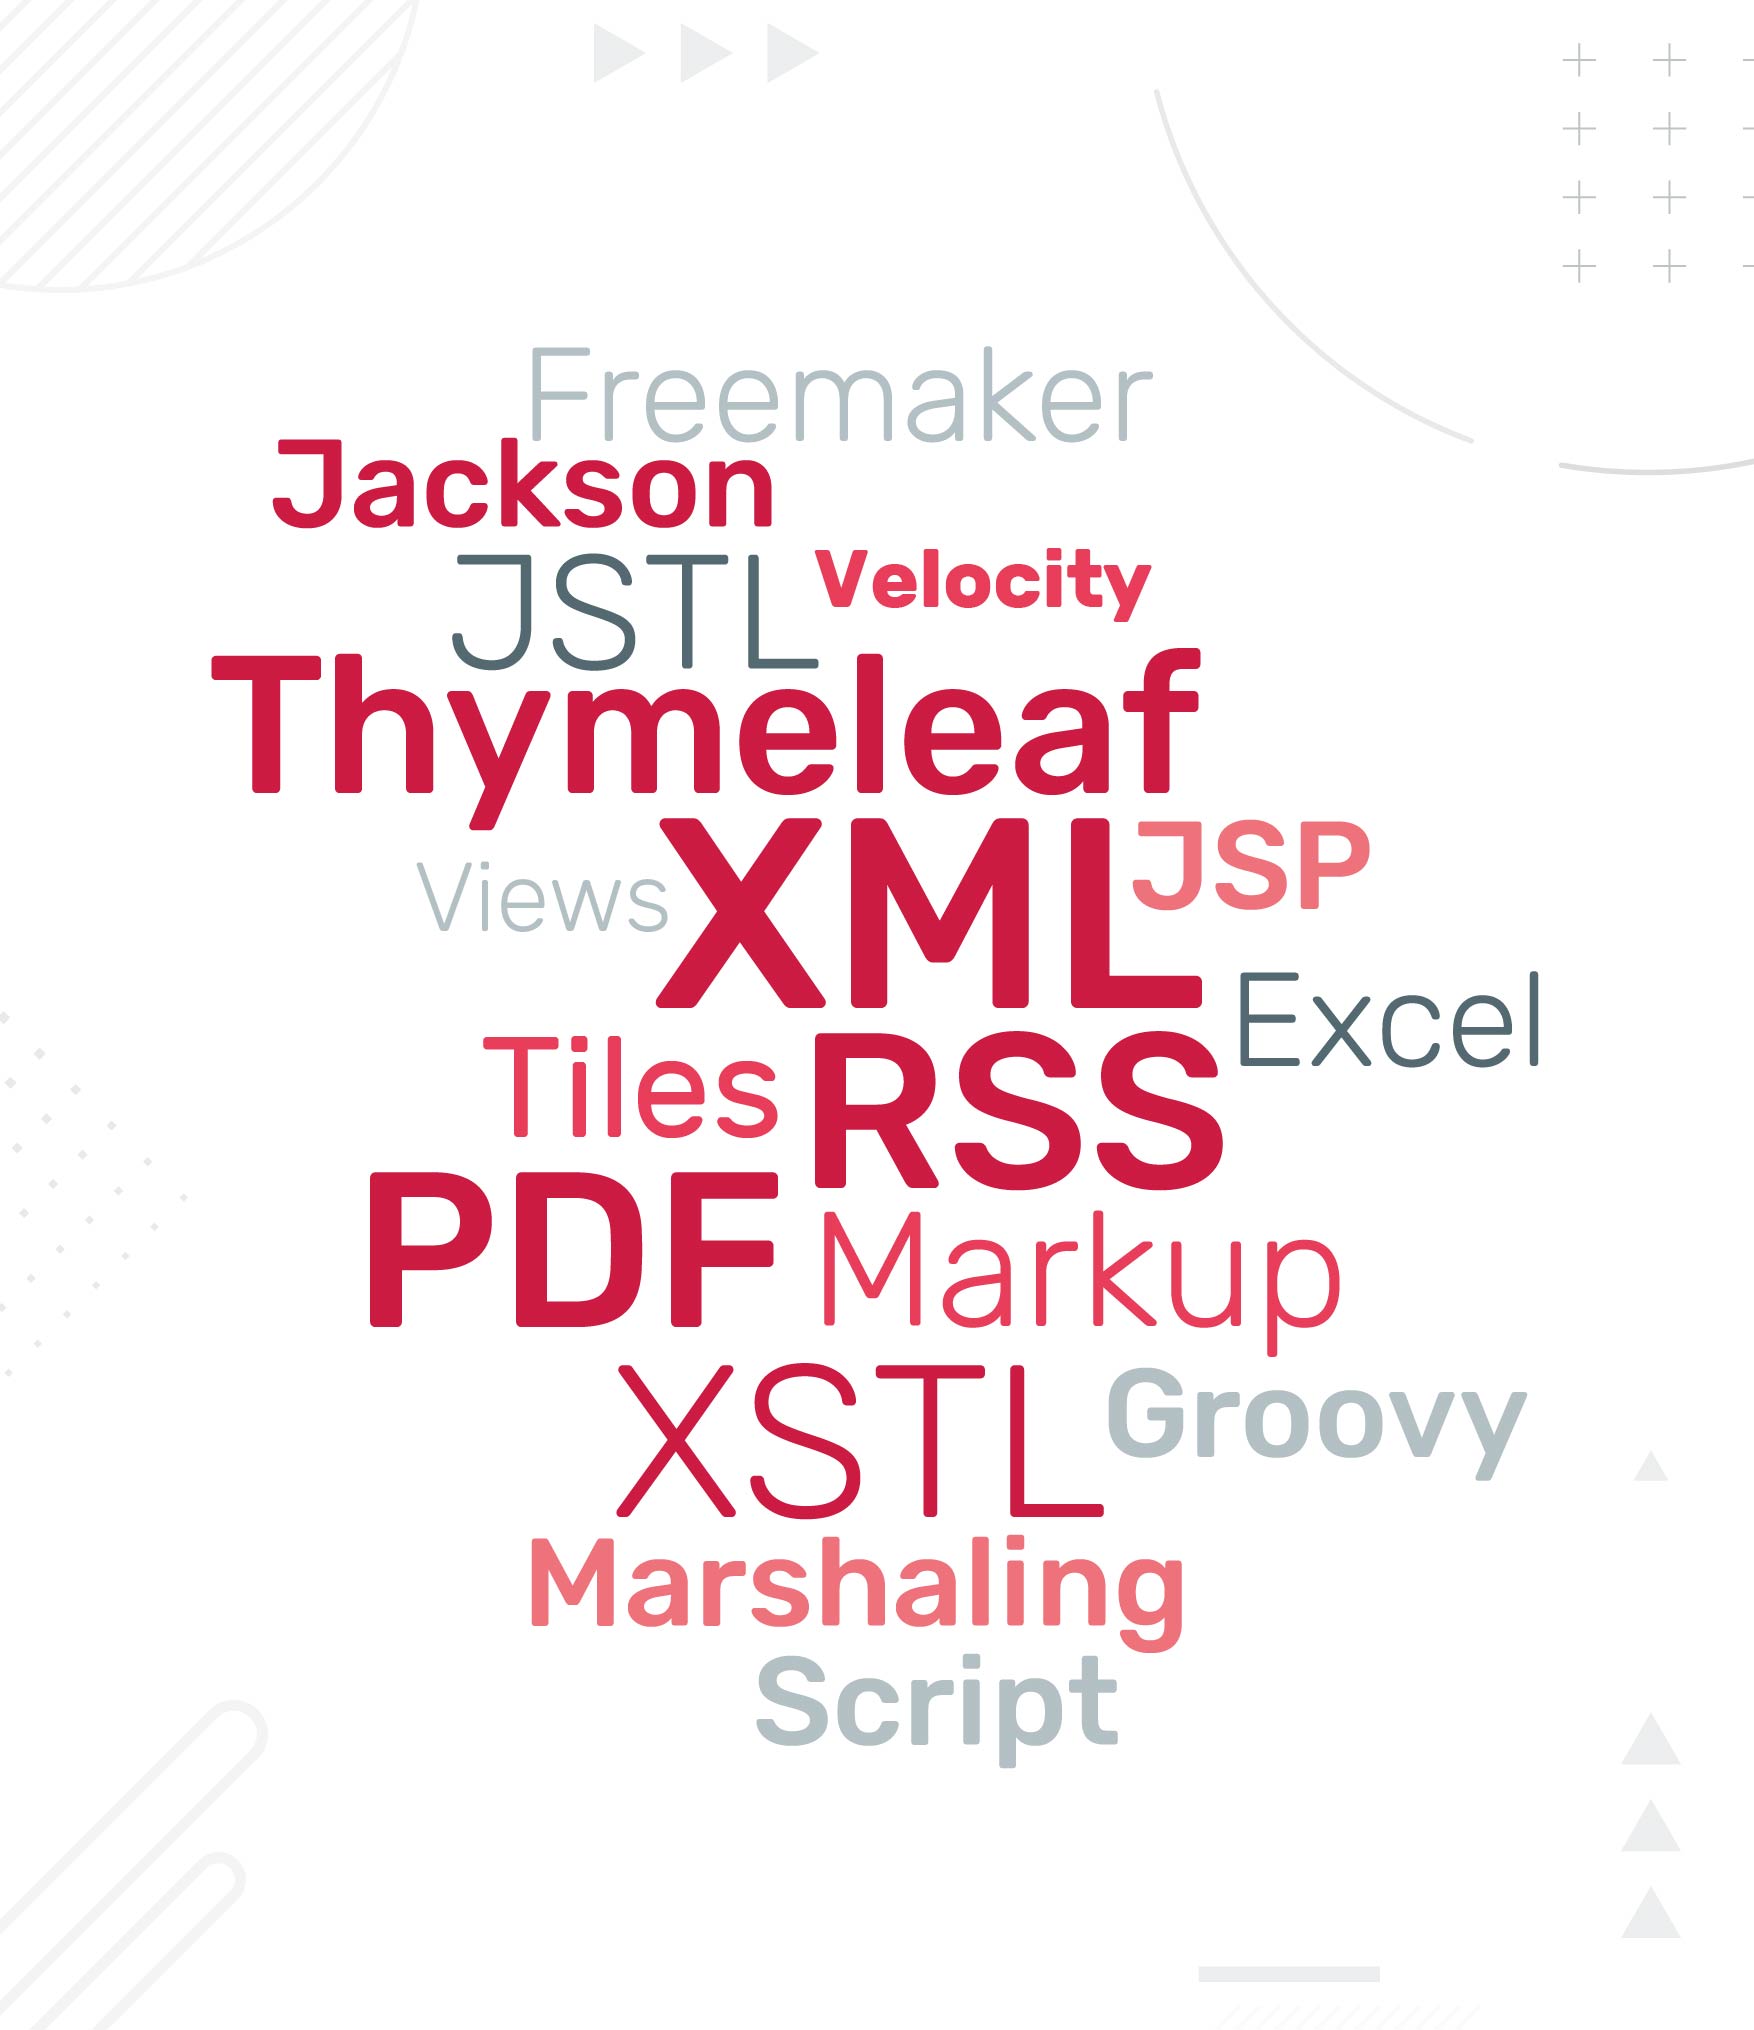 Freemaker
Jackson
JSTL
Velocity
Thymeleaf
XML
JSP
Views
Excel
Tiles
RSS
PDF
Markup
XSTL
Groovy
Marshaling
Script